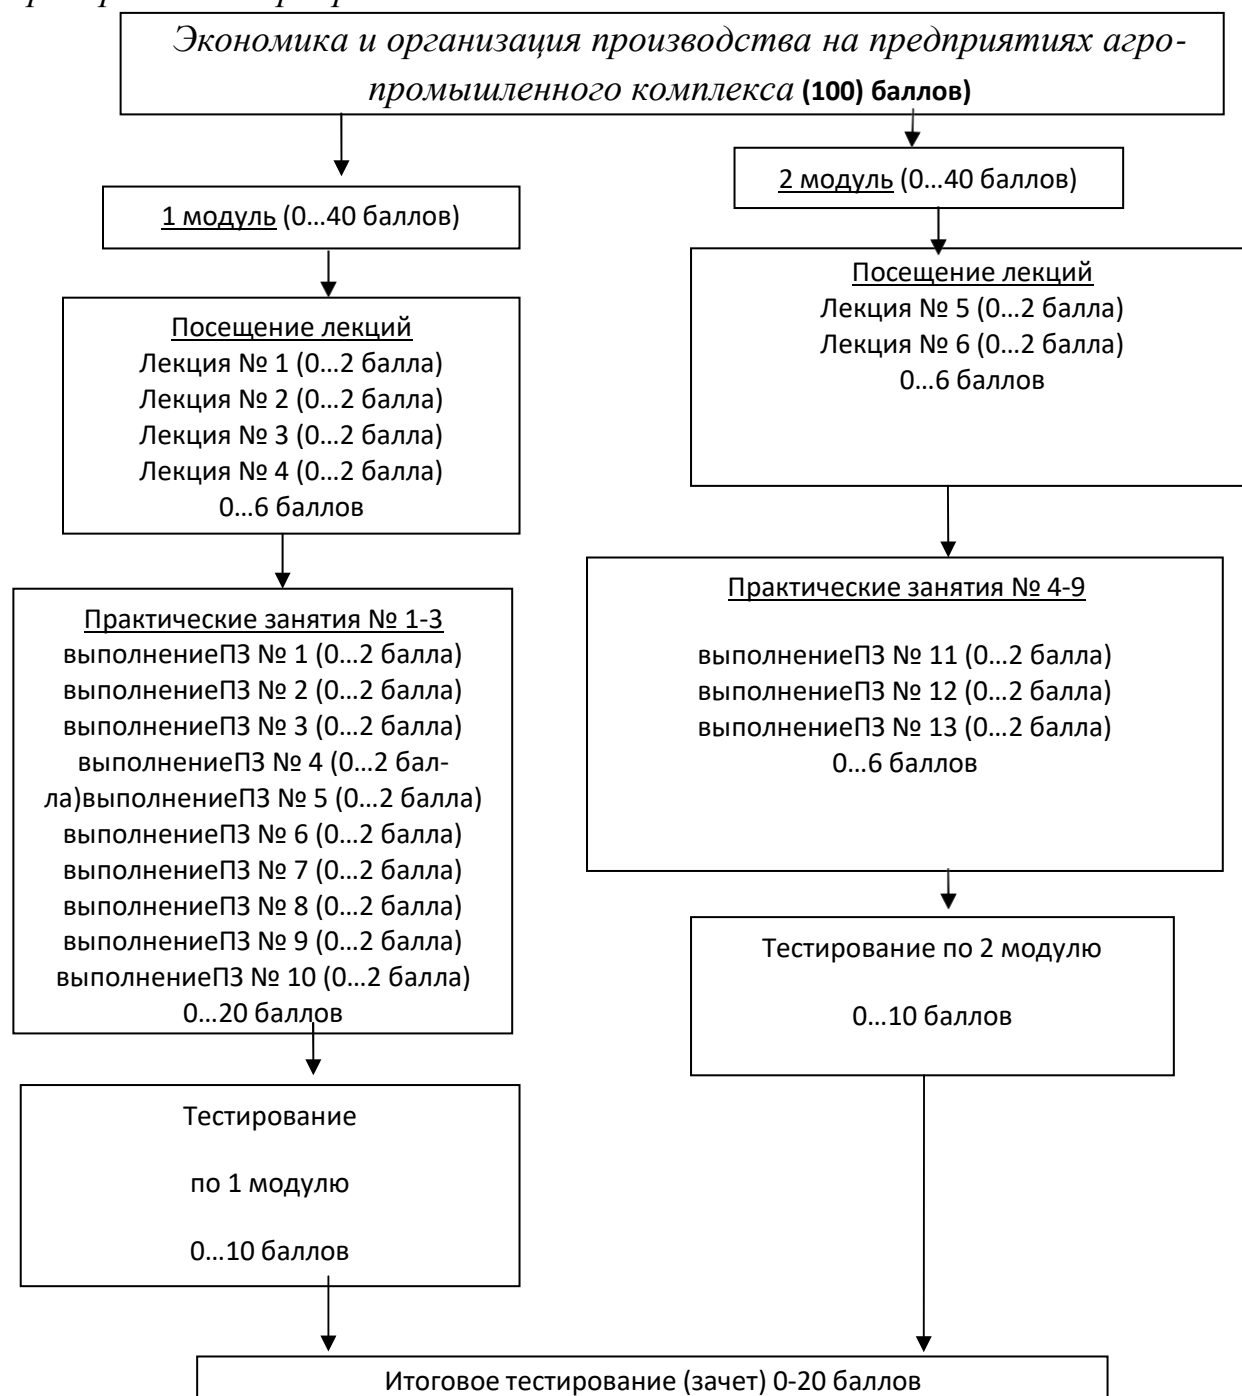 Экономика и организация производства на предприятиях агро-
промышленного комплекса (100) баллов)
1 модуль (0...40 баллов)
Посещение лекций
Лекция № 1 (0...2 балла)
Лекция № 2 (0...2 балла)
Лекция № 3 (0...2 балла)
Лекция № 4 (0...2 балла)
0...6 баллов
Практические занятия № 1-3
выполнениеПЗ № 1 (0...2 балла)
выполнениеПЗ № 2 (0...2 балла)
выполнениеПЗ № 3 (0...2 балла)
выполнениеПЗ № 4 (0...2 бал-
ла)выполнениеПЗ № 5 (0...2 балла)
выполнениеПЗ № 6 (0...2 балла)
выполнениеПЗ № 7 (0...2 балла)
выполнениеПЗ № 8 (0...2 балла)
выполнениеПЗ № 9 (0...2 балла)
выполнениеПЗ № 10 (0...2 балла)
0...20 баллов
Тестирование
по 1 модулю
0...10 баллов
2 модуль (0...40 баллов)
Посещение лекций
Лекция № 5 (0...2 балла)
Лекция № 6 (0...2 балла)
0...6 баллов
Практические занятия № 4-9
выполнениеПЗ № 11 (0...2 балла)
выполнениеПЗ № 12 (0...2 балла)
выполнениеПЗ № 13 (0...2 балла)
0...6 баллов
Тестирование по 2 модулю
0...10 баллов
Итоговое тестирование (зачет) 0-20 баллов